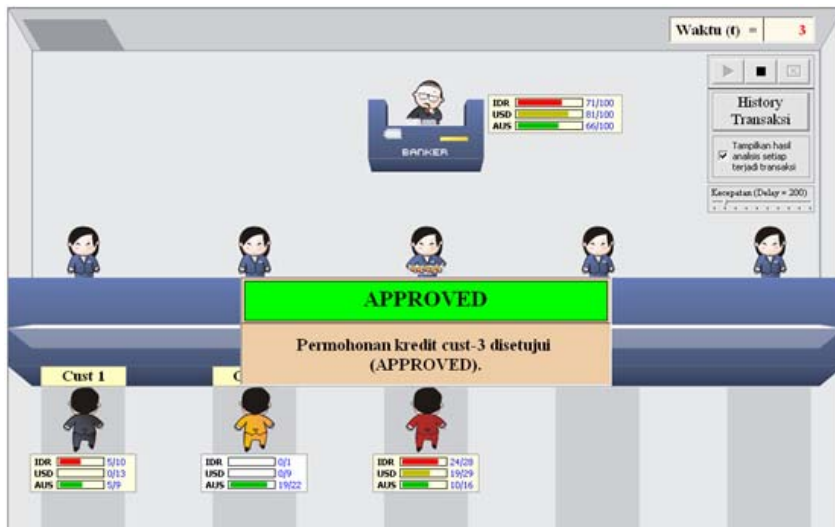 Waktu (t) = 3
IDR 71/100
USD 81/100
AUS 66/100
BANKER
History
Transaksi
Tampilkan hasil
analisis setiap
terjadi transaksi
Kecepatan (Delay = 200)
APPROVED
Permohonan kredit cust-3 disetujui
(APPROVED).
Cust 1
IDR 5/10
USD 0/13
AUS 5/9
IDR 0/1
USD 0/9
AUS 19/22
IDR 24/28
USD 19/29
AUS 10/16